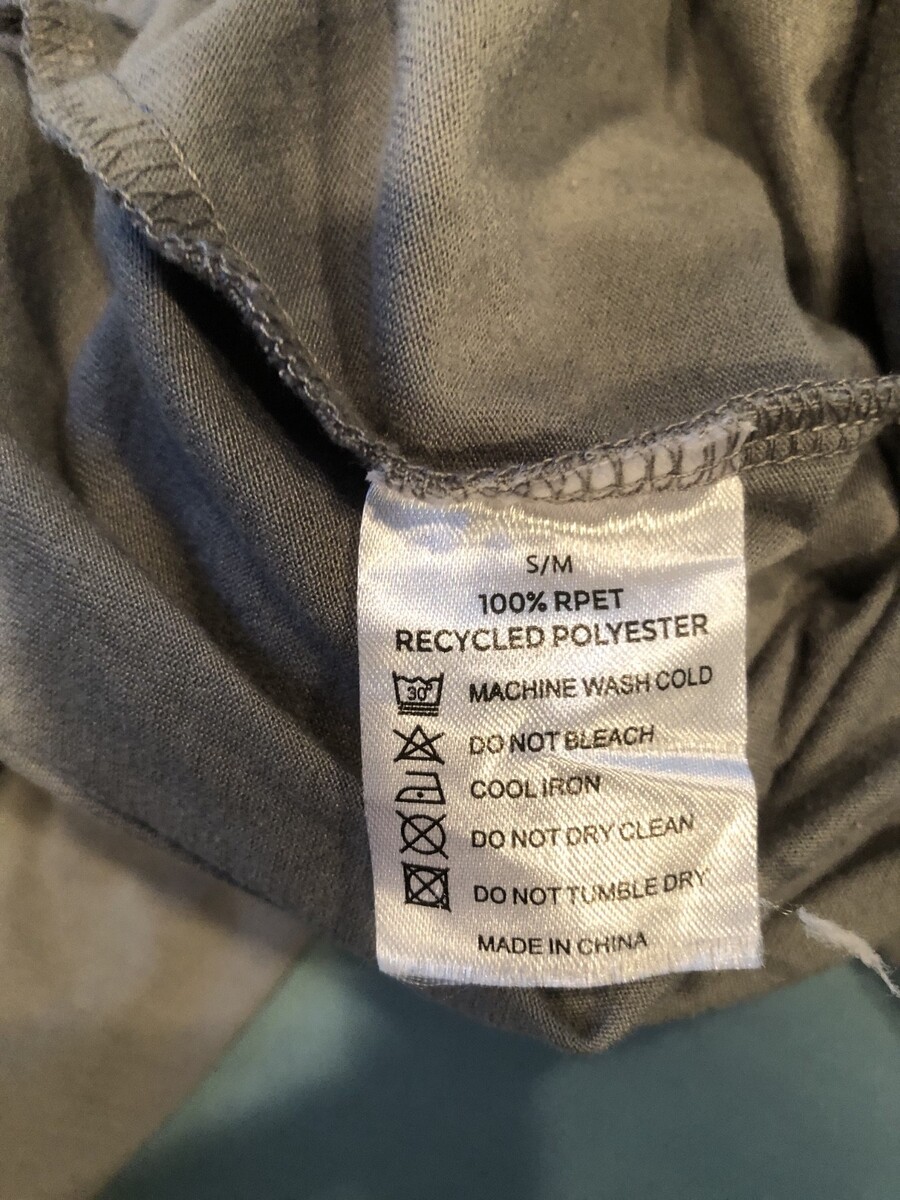 S/M
100% RPET
RECYCLED POLYESTER
30° MACHINE WASH COLD
DO NOT BLEACH
COOL IRON
DO NOT DRY CLEAN
DO NOT TUMBLE DRY
MADE IN CHINA